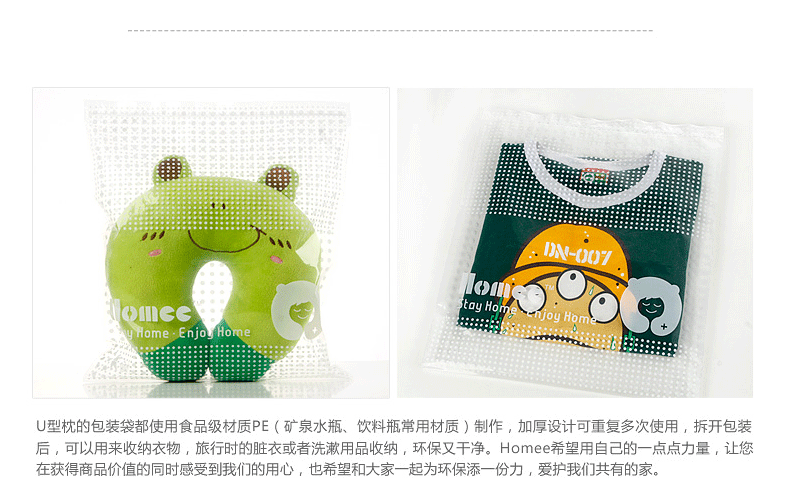 Homee
Stay Home · Enjoy Home
DN-007
Homee™
Stay Home · Enjoy Home
U型枕的包装袋都使用食品级材质PE（矿泉水瓶、饮料瓶常用材质）制作，加厚设计可重复多次使用，拆开包装
后，可以用来收纳衣物，旅行时的脏衣或者洗漱用品收纳，环保又干净。Homee希望用自己的一点点力量，让您
在获得商品价值的同时感受到我们的用心，也希望和大家一起为环保添一份力，爱护我们共有的家。